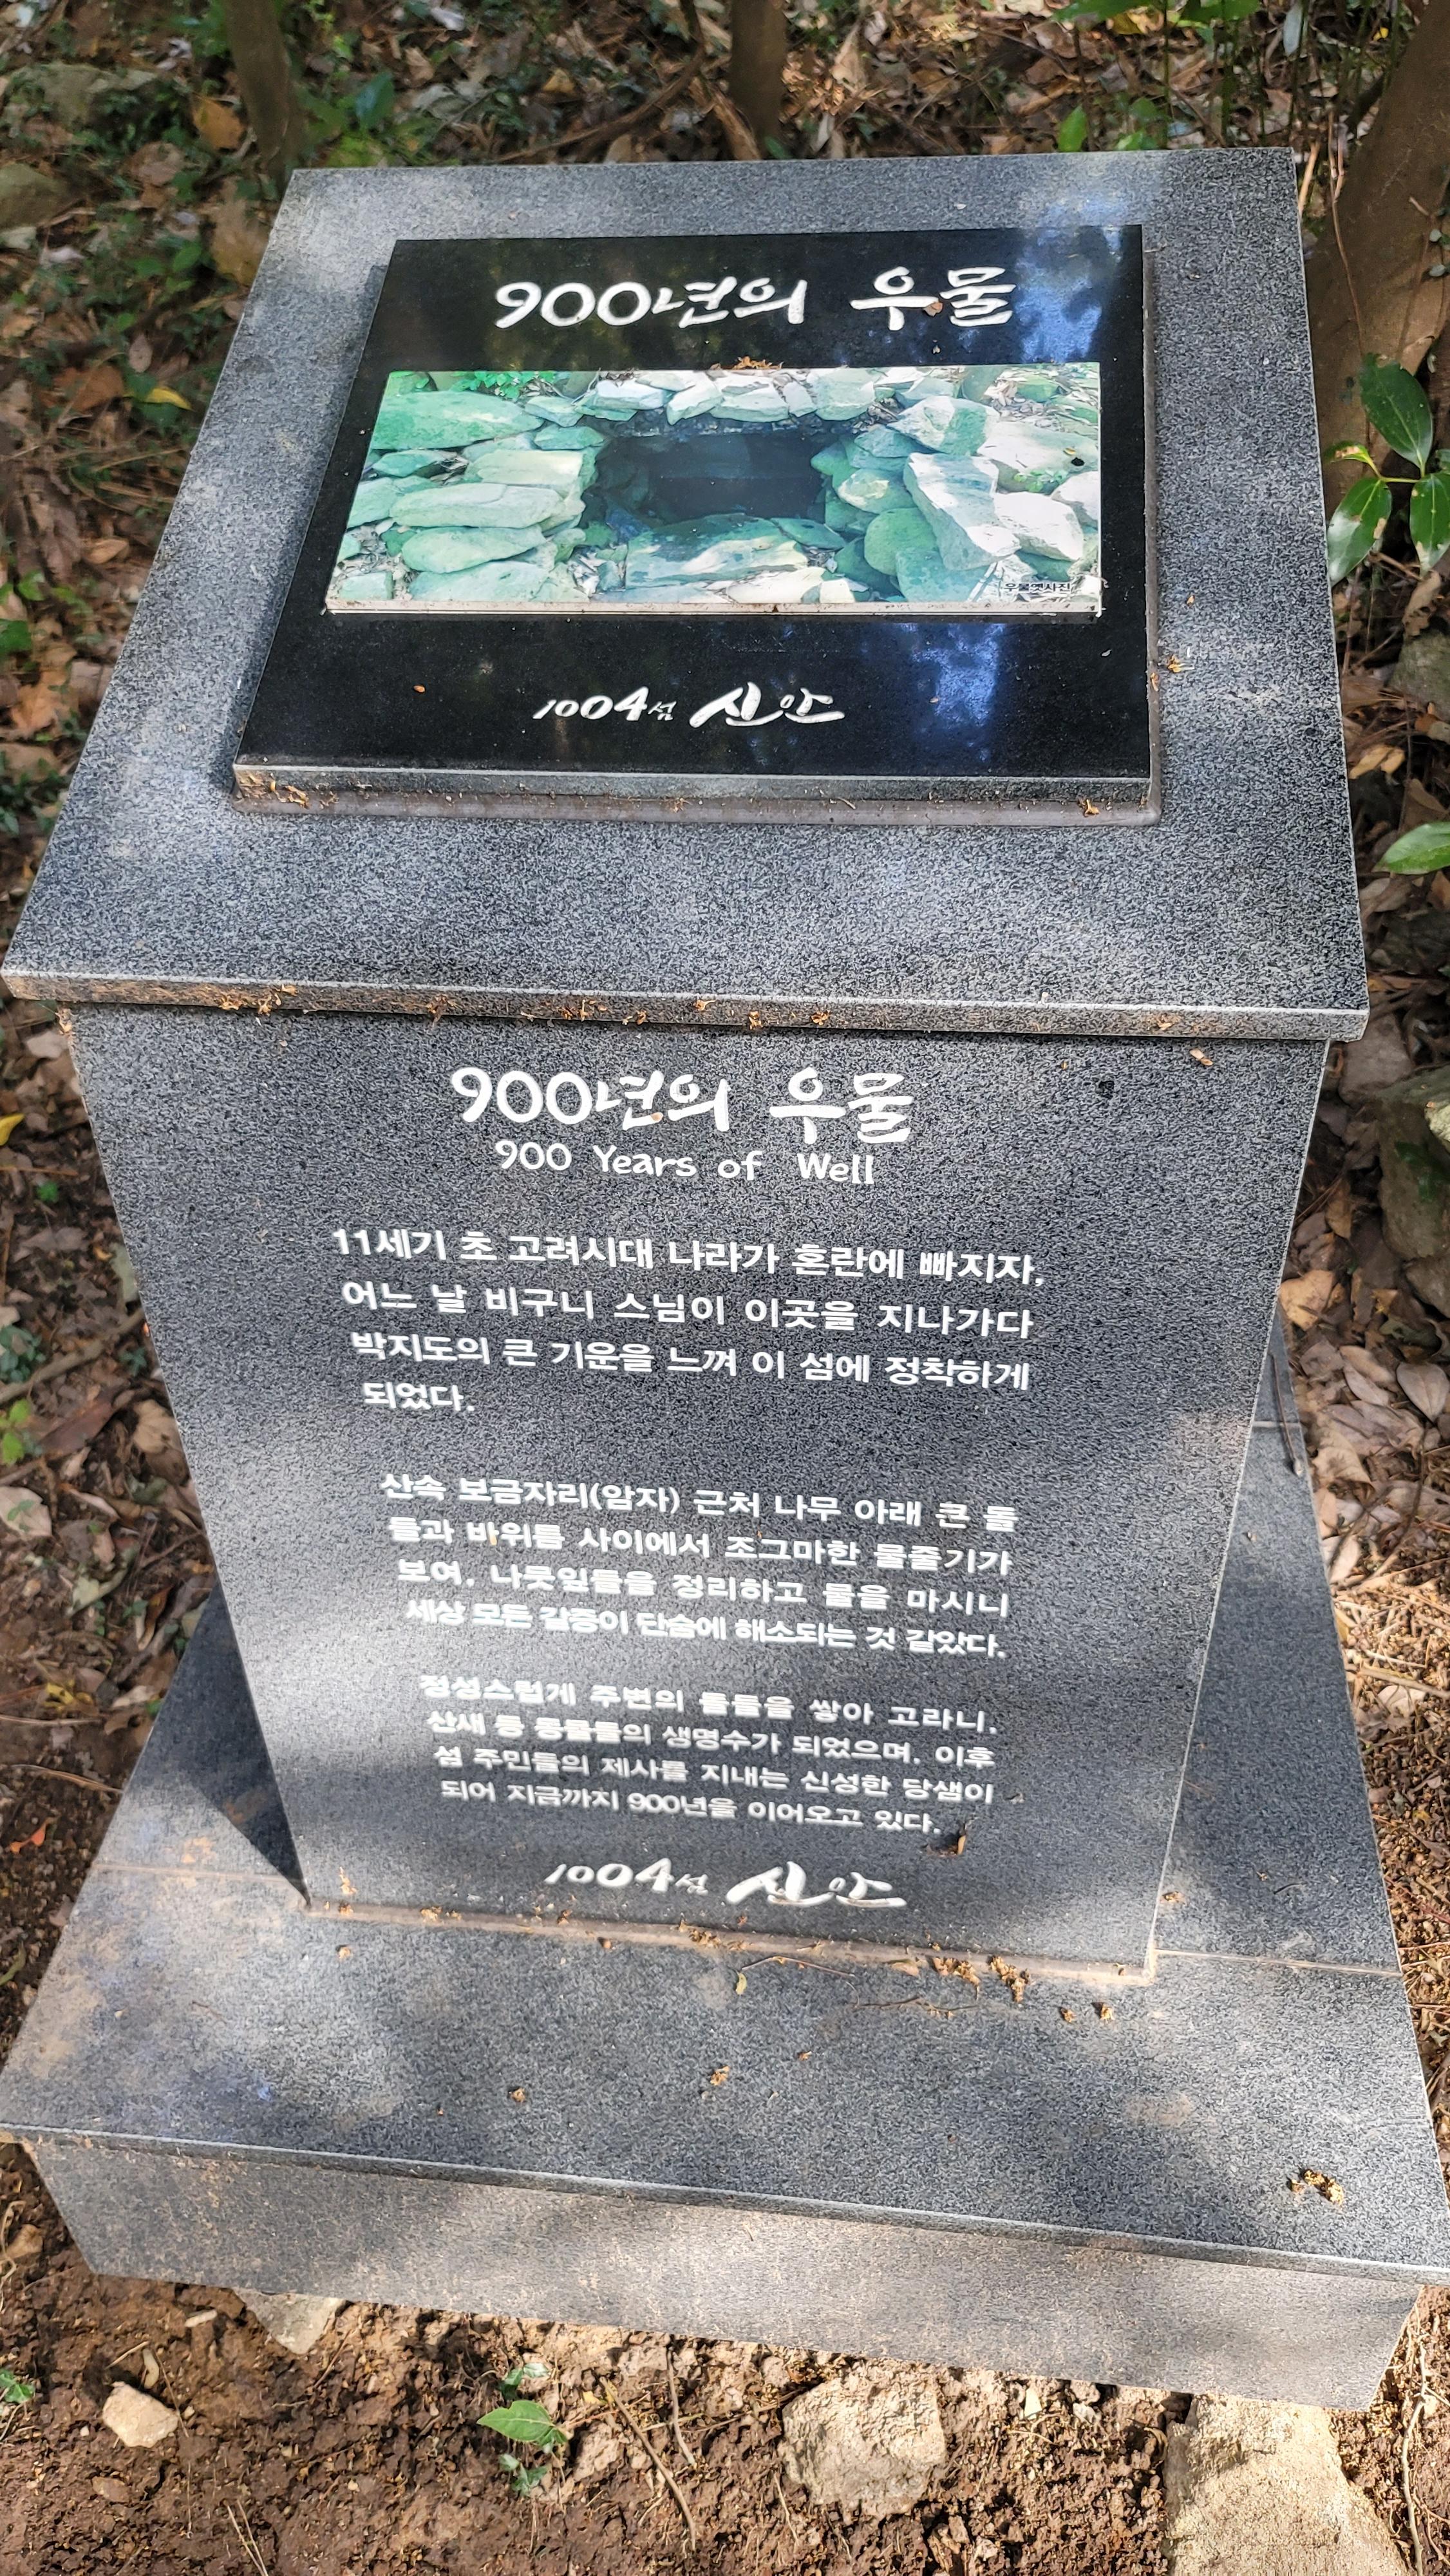 900년의 우물
우물옛사진
1004섬 신안
900년의 우물
900 Years of Well
11세기 초 고려시대 나라가 혼란에 빠지자,
어느 날 비구니 스님이 이곳을 지나가다
박지도의 큰 기운을 느껴 이 섬에 정착하게
되었다.
산속 보금자리(암자) 근처 나무 아래 큰 돌
들과 바위틈 사이에서 조그마한 물줄기가
보여, 나뭇잎들을 정리하고 물을 마시니
세상 모든 갈증이 단숨에 해소되는 것 같았다.
정성스럽게 주변의 돌들을 쌓아 고라니,
산새 등 동물들의 생명수가 되었으며, 이후
섬 주민들의 제사를 지내는 신성한 당샘이
되어 지금까지 900년을 이어오고 있다.
1004섬 신안